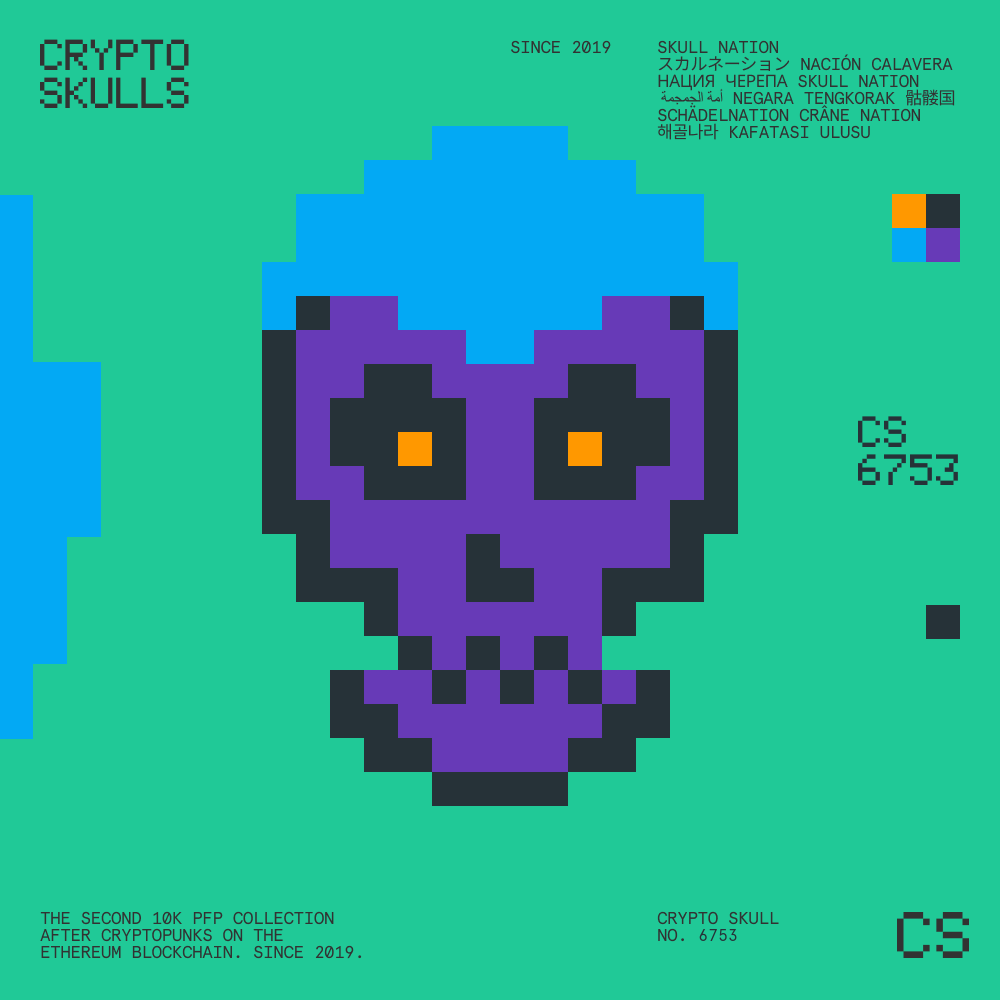 CRYPTO
SKULLS
SINCE 2019
SKULL NATION
スカルネーション NACIÓN CALAVERA
НАЦИЯ ЧЕРЕПА SKULL NATION
أمة الجمجمة NEGARA TENGKORAK 骷髅国
SCHÄDELNATION CRÂNE NATION
해골나라 KAFATASI ULUSU
CS
6753
THE SECOND 10K PFP COLLECTION
AFTER CRYPTOPUNKS ON THE
ETHEREUM BLOCKCHAIN. SINCE 2019.
CRYPTO SKULL
NO. 6753
CS